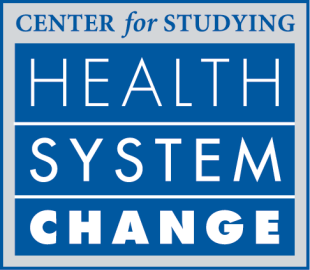 CENTER for STUDYING
HEALTH
SYSTEM
CHANGE